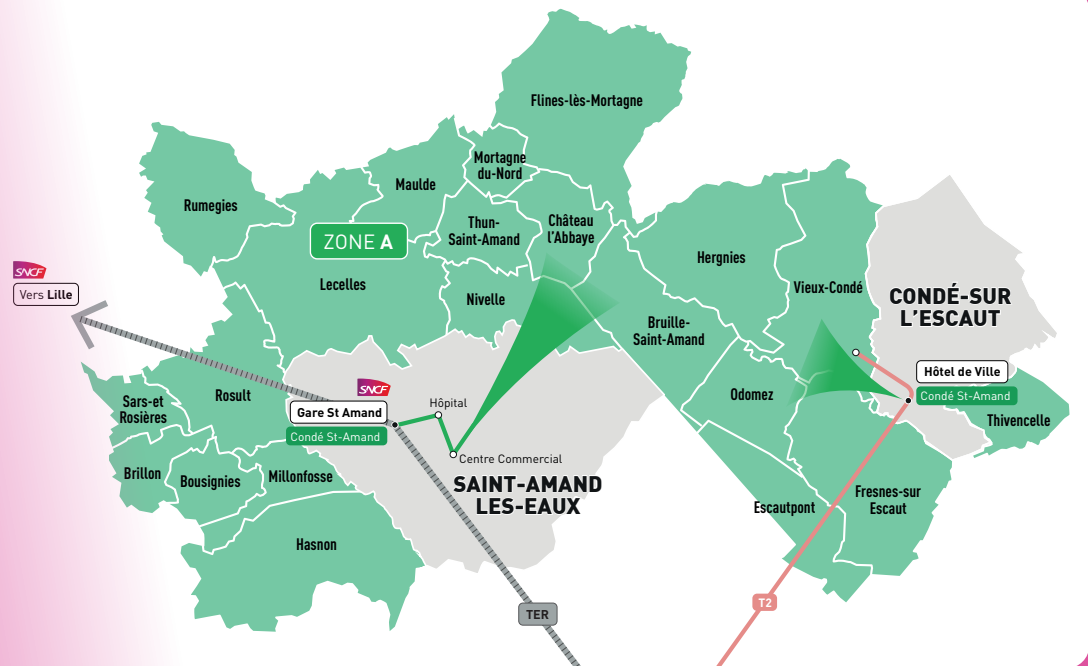 Flines-lès-Mortagne
Mortagne
du-Nord
Maulde
Rumegies
Thun-
Saint-Amand
Château
l'Abbaye
ZONE A
Hergnies
SNCF
Vers Lille
Lecelles
Nivelle
Vieux-Condé
CONDÉ-SUR
L'ESCAUT
Bruille-
Saint-Amand
Hôtel de Ville
Condé St-Amand
SNCF
Rosult
Odomez
Sars-et
Rosières
Gare St Amand
Condé St-Amand
Hôpital
Thivencelle
Centre Commercial
Brillon
Bousignies
Millonfosse
SAINT-AMAND
LES-EAUX
Escautpont
Fresnes-sur
Escaut
Hasnon
T2
TER